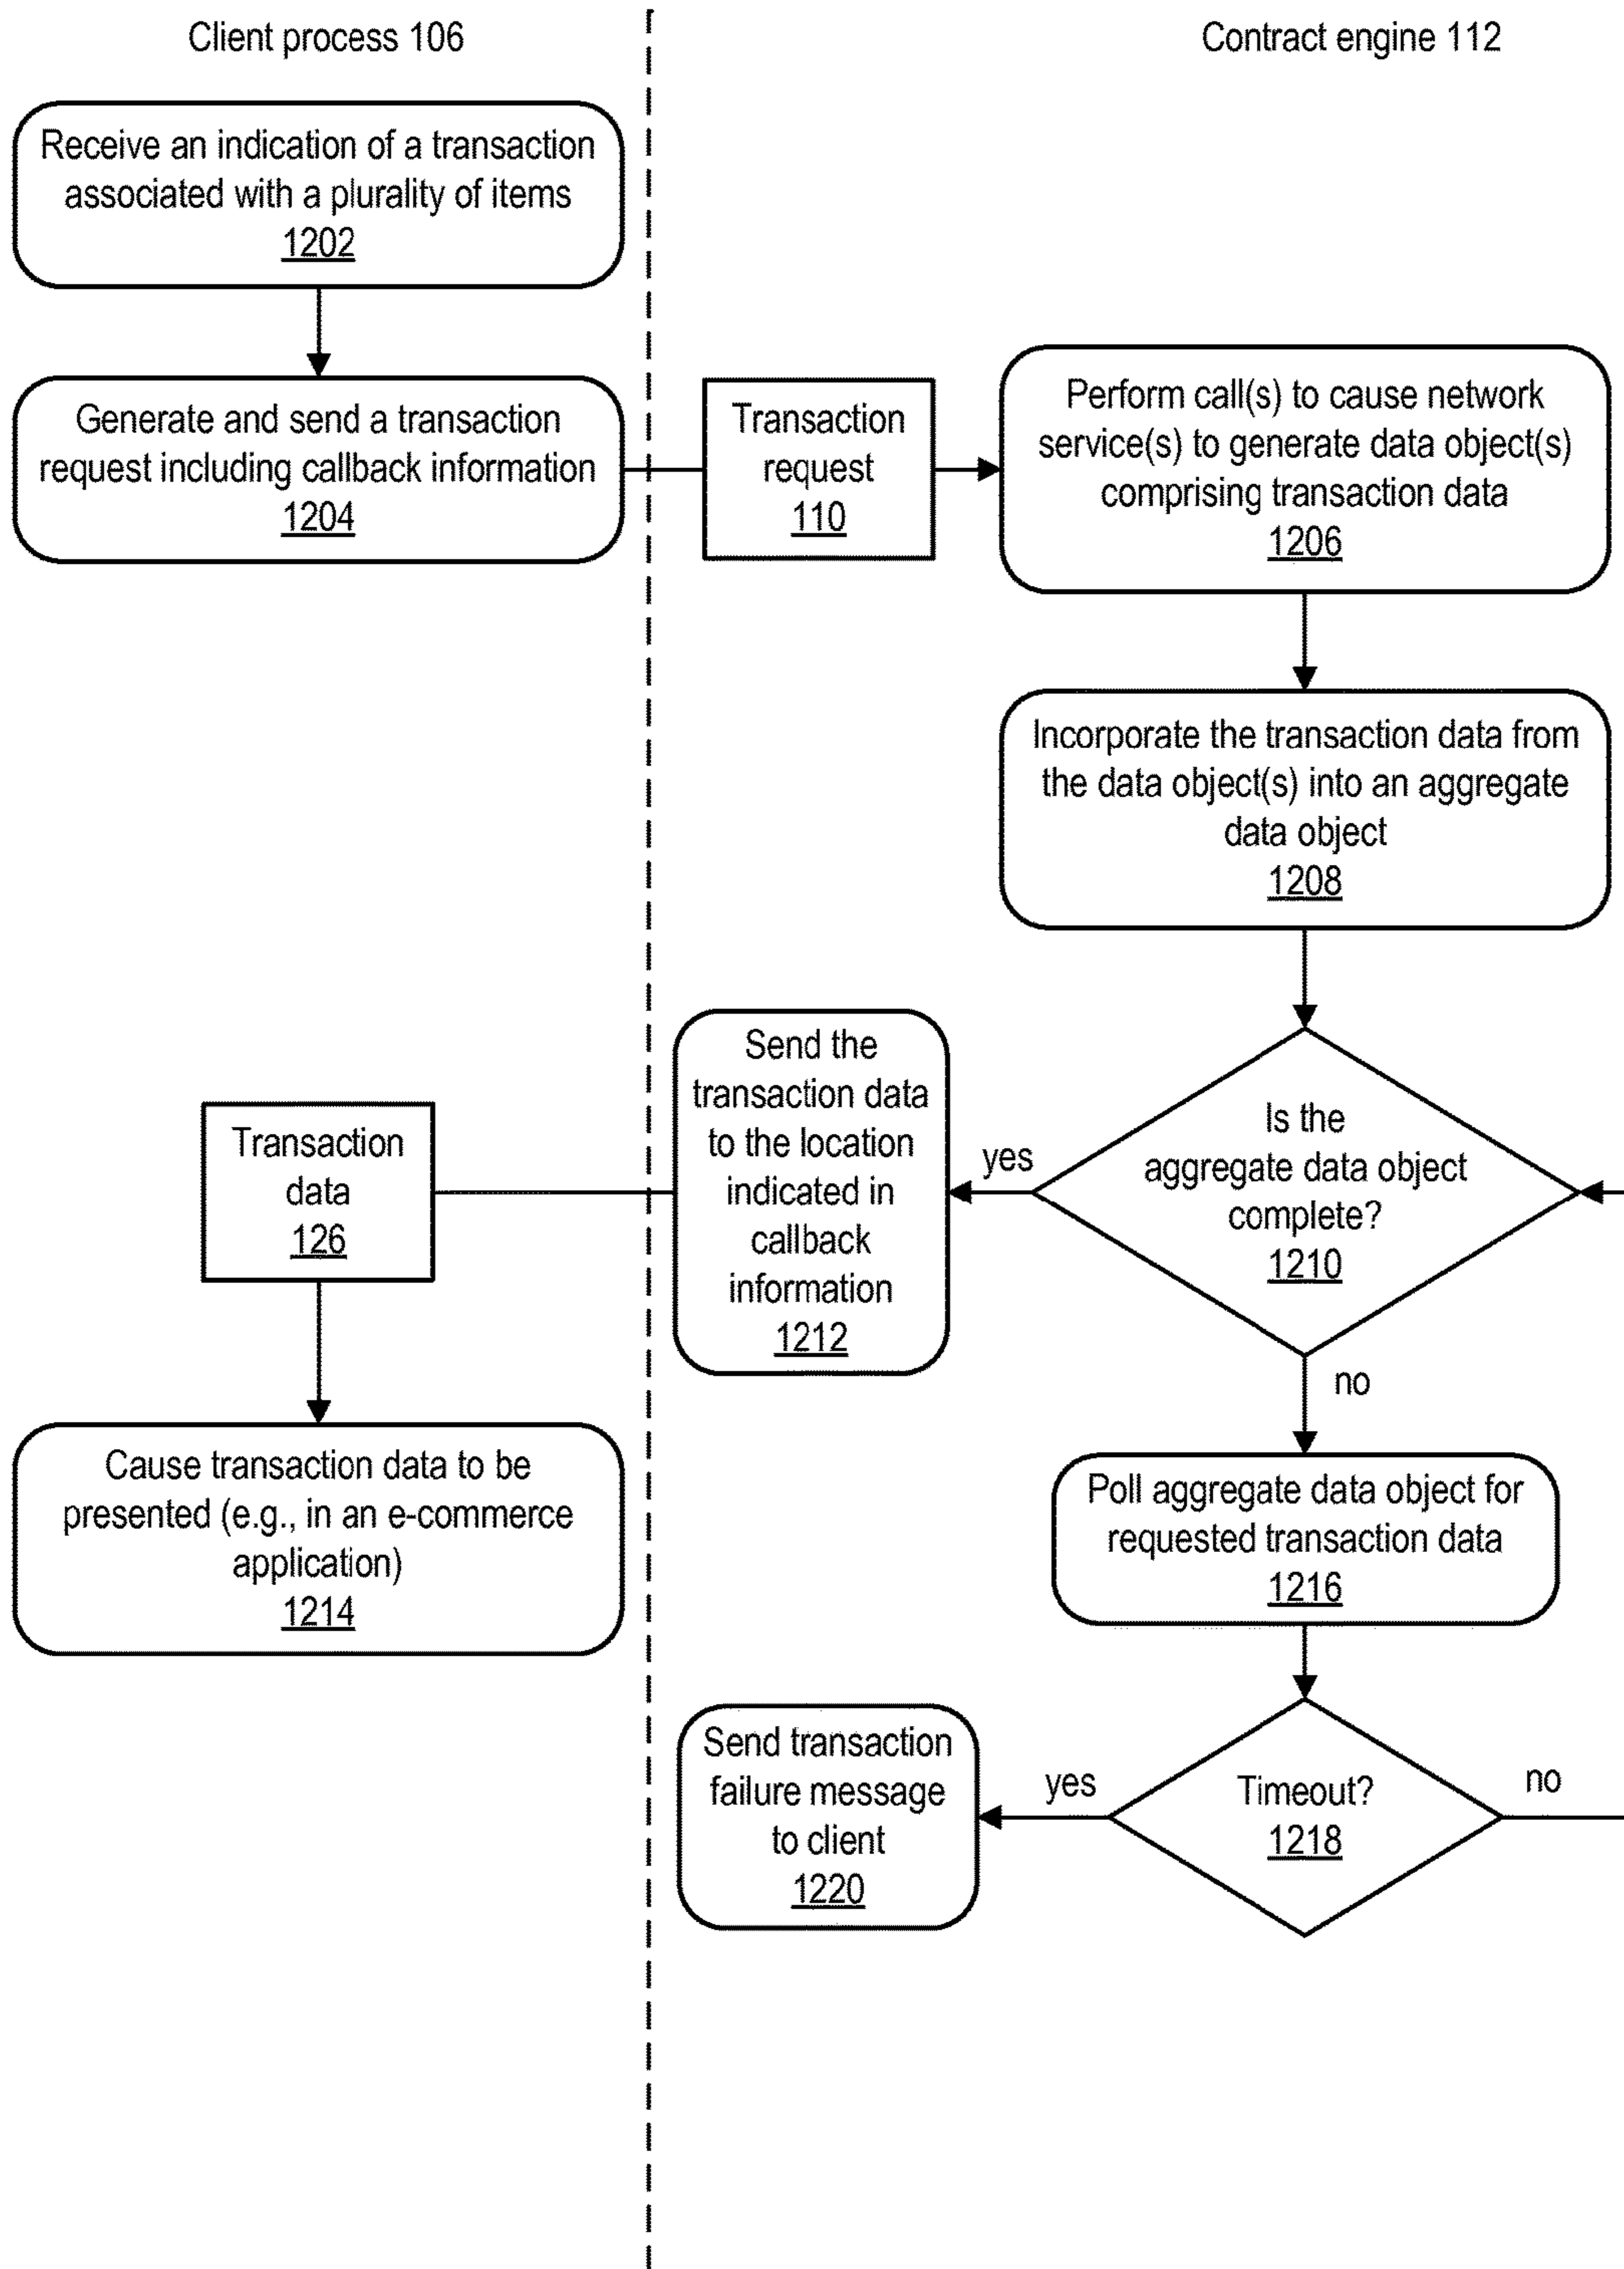 Client process 106
Contract engine 112
Receive an indication of a transaction
associated with a plurality of items
1202
Generate and send a transaction
request including callback information
1204
Transaction
request
110
Perform call(s) to cause network
service(s) to generate data object(s)
comprising transaction data
1206
Incorporate the transaction data from
the data object(s) into an aggregate
data object
1208
Is the
aggregate data object
complete?
1210
yes
Send the
transaction data
to the location
indicated in
callback
information
1212
Transaction
data
126
Cause transaction data to be
presented (e.g., in an e-commerce
application)
1214
no
Poll aggregate data object for
requested transaction data
1216
Timeout?
1218
yes
no
Send transaction
failure message
to client
1220